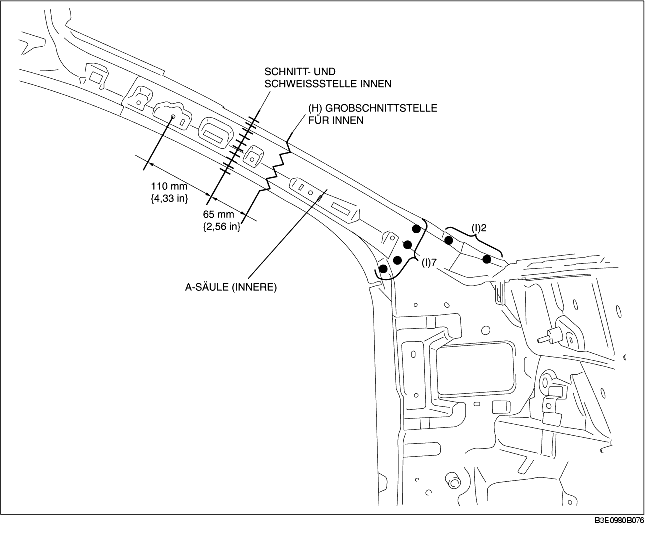 SCHNITT- UND
SCHWEISSSTELLE INNEN
(H) GROBSCHNITTSTELLE
FÜR INNEN
110 mm
{4,33 in}
65 mm
{2,56 in}
(I)2
(I)7
A-SÄULE (INNERE)
B3E0980B076